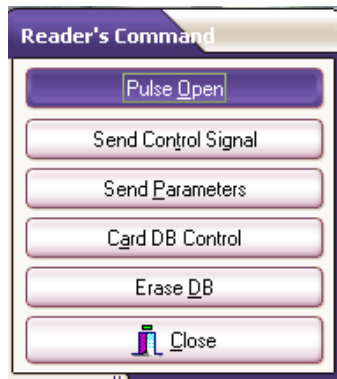 Reader's Command
Pulse Open
Send Control Signal
Send Parameters
Card DB Control
Erase DB
Close